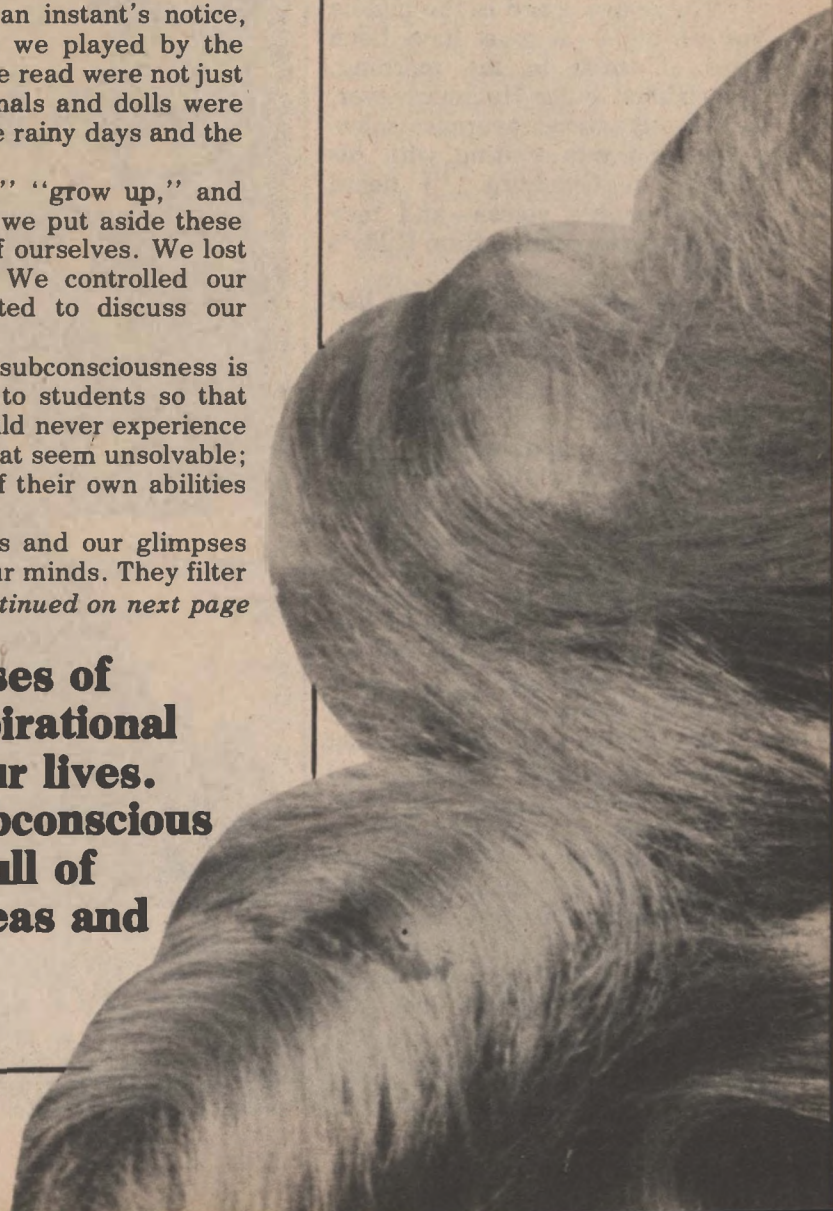 an instant's notice,
we played by the
e read were not just
nals and dolls were
e rainy days and the
,” “grow up,” and
we put aside these
f ourselves. We lost
We controlled our
ted to discuss our
subconsciousness is
to students so that
ld never experience
at seem unsolvable;
f their own abilities
s and our glimpses
ur minds. They filter
tinued on next page
ses of
irational
ur lives.
conscious
ll of
eas and